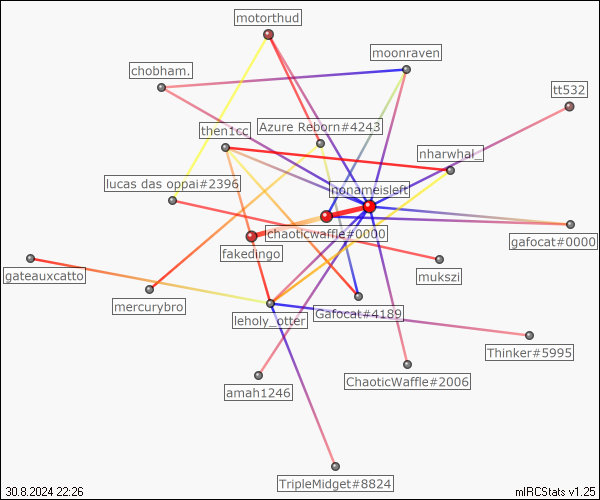 motorthud
moonraven
chobham.
tt532
Azure Reborn#4243
then1cc
nharwhal_
lucas das oppai#2396
nonameisleft
chaoticwaffle#0000
gafocat#0000
fakedingo
mukszi
gateauxcatto
mercurybro
Gafocat#4189
leholy_otter
Thinker#5995
ChaoticWaffle#2006
amah1246
TripleMidget#8824
30.8.2024 22:26
mIRCStats v1.25